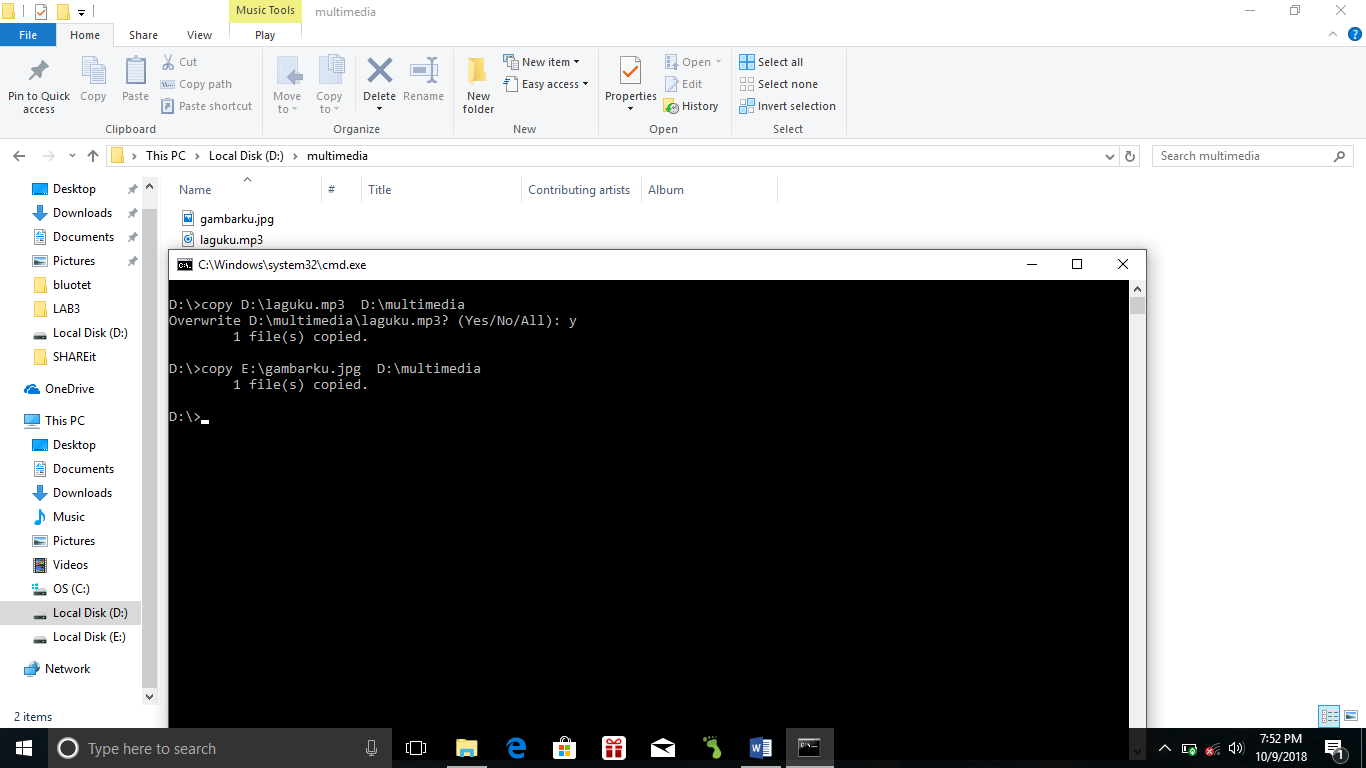 Music Tools
multimedia
File
Home
Share
View
Play
Pin to Quick access
Copy
Paste
Cut
Copy path
Paste shortcut
Clipboard
Move to
Copy to
Delete
Rename
Organize
New folder
New item
Easy access
New
Properties
Open
Edit
History
Open
Select all
Select none
Invert selection
Select
This PC > Local Disk (D:) > multimedia
Search multimedia
Name
#
Title
Contributing artists
Album
gambarku.jpg
laguku.mp3
Desktop
Downloads
Documents
Pictures
bluotet
LAB3
Local Disk (D:)
SHAREit
OneDrive
This PC
Desktop
Documents
Downloads
Music
Pictures
Videos
OS (C:)
Local Disk (D:)
Local Disk (E:)
Network
2 items
C:\Windows\system32\cmd.exe
D:\>copy D:\laguku.mp3  D:\multimedia
Overwrite D:\multimedia\laguku.mp3? (Yes/No/All): y
        1 file(s) copied.
D:\>copy E:\gambarku.jpg  D:\multimedia
        1 file(s) copied.
D:\>
Type here to search
7:52 PM
10/9/2018
1